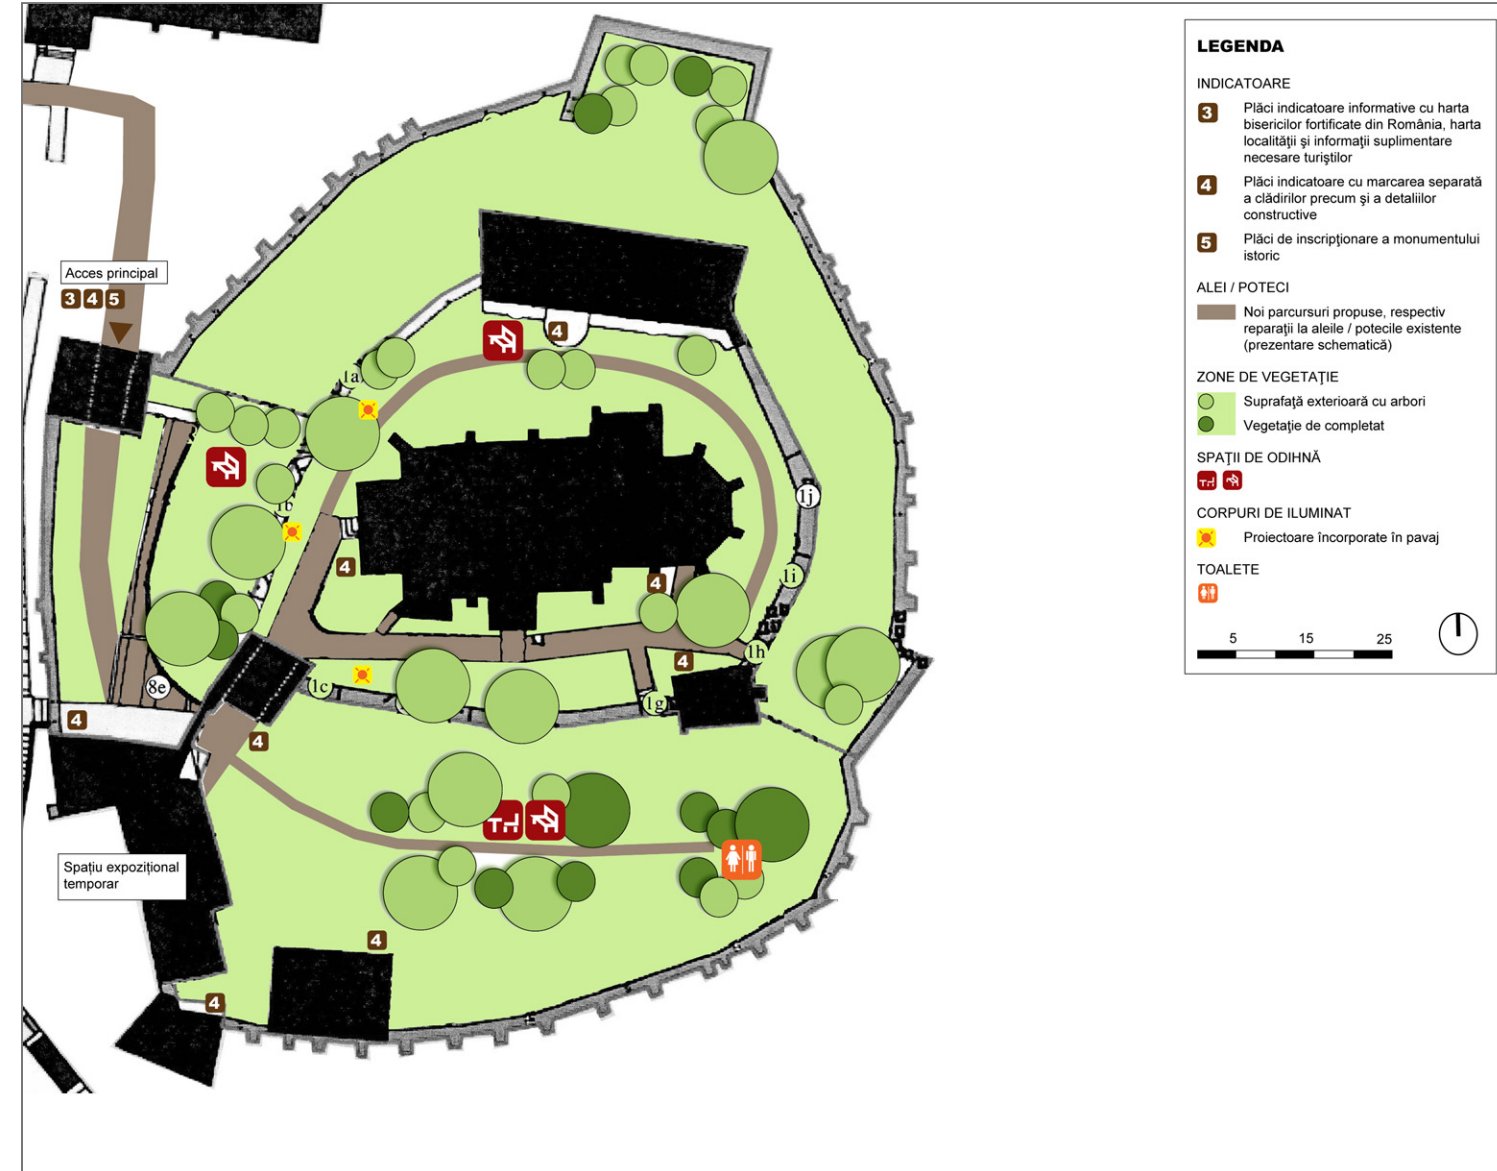 Acces principal
3 4 5
4
1a
1b
1j
4
4
1i
1h
4
1c
8e
1g
4
4
Spațiu expozițional
temporar
4
4
LEGENDA
INDICATOARE
3 Plăci indicatoare informative cu harta
bisericilor fortificate din România, harta
localității și informații suplimentare
necesare turiștilor
4 Plăci indicatoare cu marcarea separată
a clădirilor precum și a detaliilor
constructive
5 Plăci de inscripționare a monumentului
istoric
ALEI / POTECI
Noi parcursuri propuse, respectiv
reparații la aleile / potecile existente
(prezentare schematică)
ZONE DE VEGETAȚIE
Suprafață exterioară cu arbori
Vegetație de completat
SPAȚII DE ODIHNĂ
CORPURI DE ILUMINAT
Proiectoare încorporate în pavaj
TOALETE
5 15 25